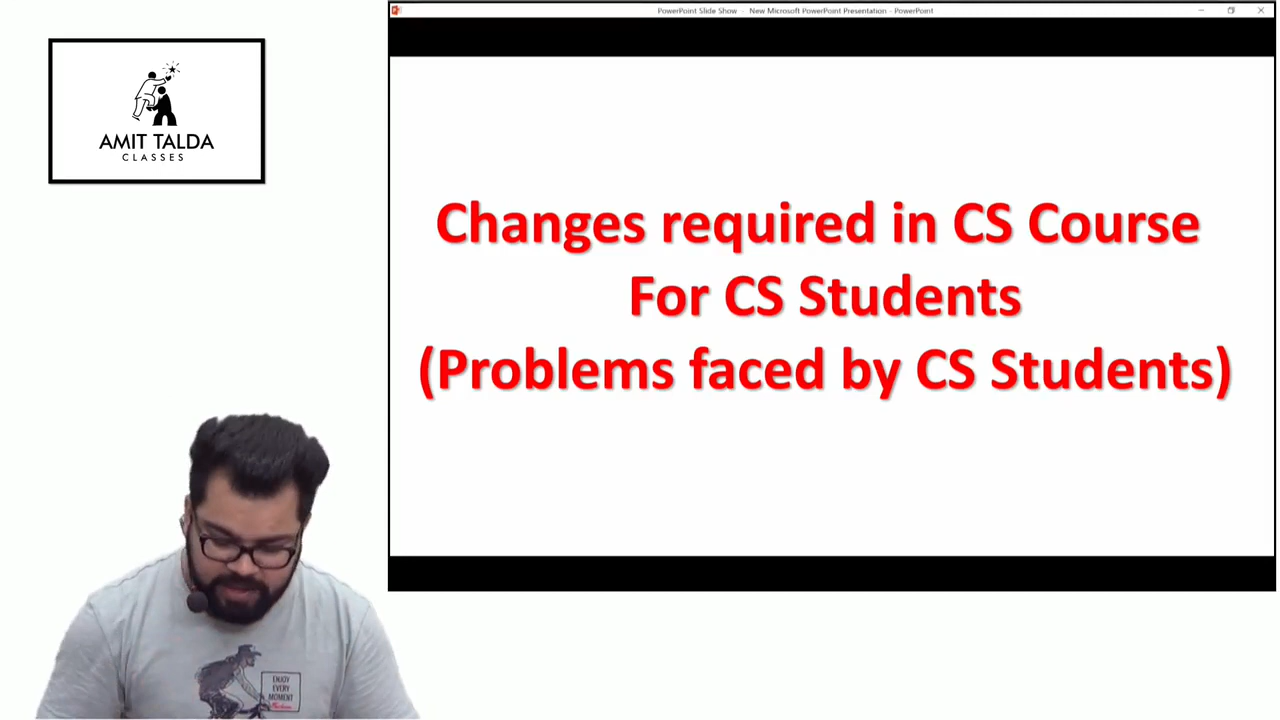 PowerPoint Slide Show - New Microsoft PowerPoint Presentation - PowerPoint
AMIT TALDA
CLASSES
Changes required in CS Course
For CS Students
(Problems faced by CS Students)
ENJOY
EVERY
MOMENT